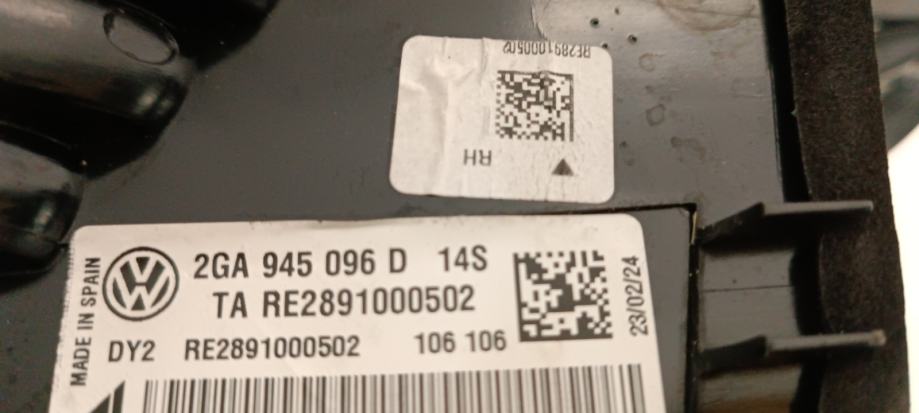 RE2891000502
RH
MADE IN SPAIN
2GA 945 096 D 14S
TA RE2891000502
DY2 RE2891000502 106 106
23/02/24